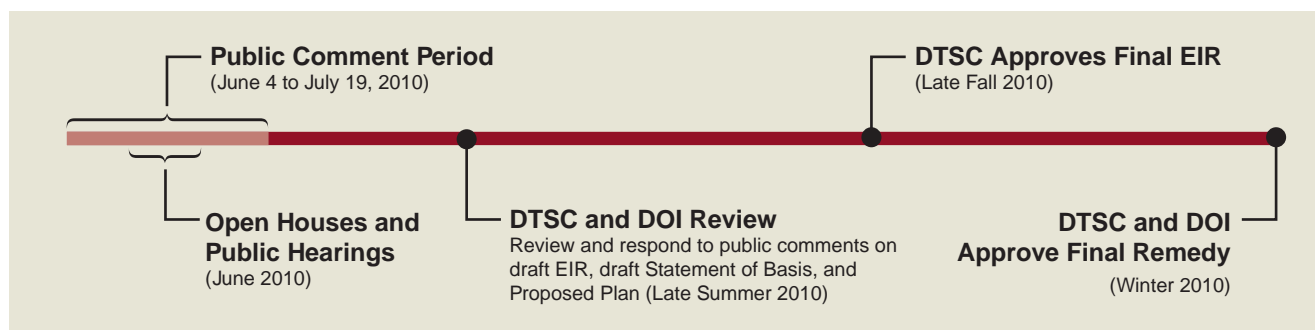 Public Comment Period
(June 4 to July 19, 2010)
DTSC Approves Final EIR
(Late Fall 2010)
Open Houses and
Public Hearings
(June 2010)
DTSC and DOI Review
Review and respond to public comments on
draft EIR, draft Statement of Basis, and
Proposed Plan (Late Summer 2010)
DTSC and DOI
Approve Final Remedy
(Winter 2010)